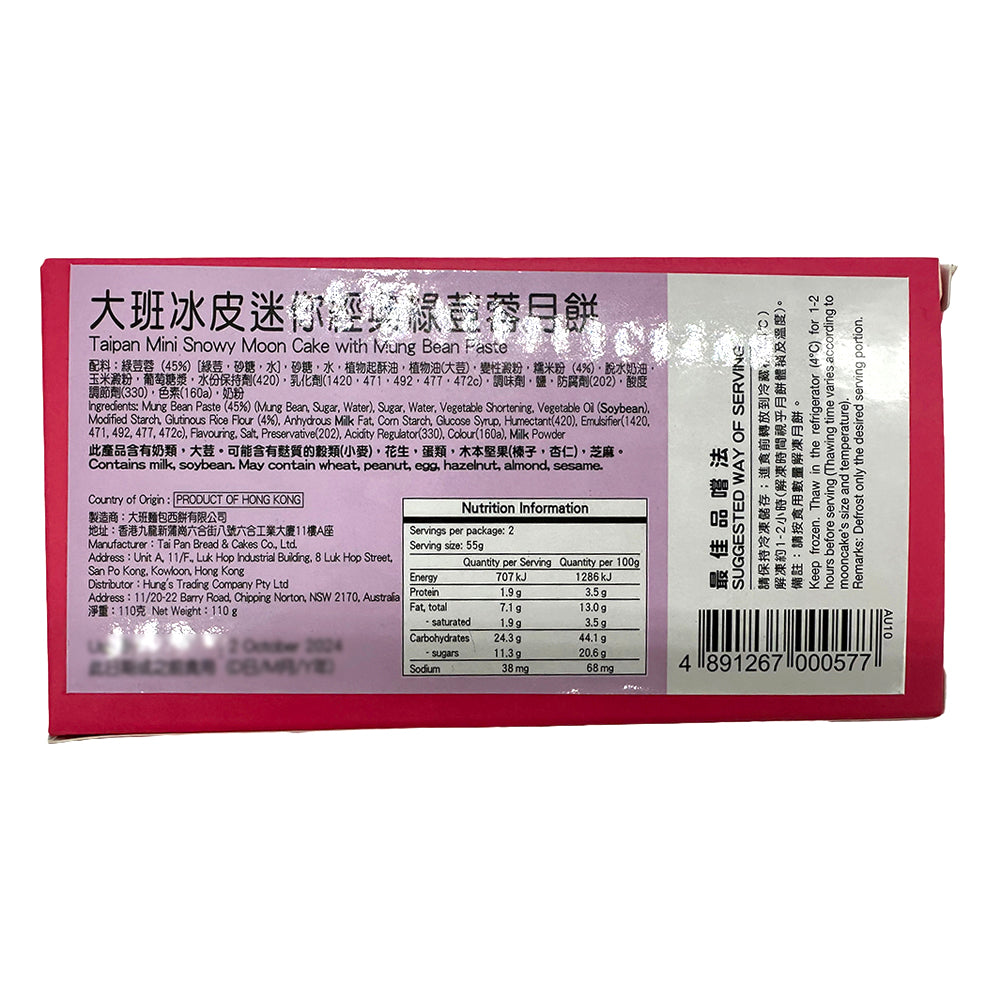 大班冰皮迷你經典綠荳蓉月餅
Taipan Mini Snowy Moon Cake with Mung Bean Paste
配料：綠荳蓉 (45%) [綠荳，砂糖，水]，砂糖，水，植物起酥油，植物油(大荳)，變性澱粉，糯米粉 (4%)，脫水奶油，
玉米澱粉，葡萄糖漿，水份保持劑(420)，乳化劑(1420，471，492，477，472c)，調味劑，鹽，防腐劑(202)，酸度
調節劑(330)，色素(160a)，奶粉
Ingredients: Mung Bean Paste (45%) (Mung Bean, Sugar, Water), Sugar, Water, Vegetable Shortening, Vegetable Oil (Soybean),
Modified Starch, Glutinous Rice Flour (4%), Anhydrous Milk Fat, Corn Starch, Glucose Syrup, Humectant(420), Emulsifier(1420,
471, 492, 477, 472c), Flavouring, Salt, Preservative(202), Acidity Regulator(330), Colour(160a), Milk Powder
此產品含有奶類，大荳。可能含有麩質的穀類(小麥)，花生，蛋類，木本堅果(榛子，杏仁)，芝麻。
Contains milk, soybean. May contain wheat, peanut, egg, hazelnut, almond, sesame.
Country of Origin : PRODUCT OF HONG KONG
製造商：大班麵包西餅有限公司
地址：香港九龍新蒲崗六合街八號六合工業大廈11樓A座
Manufacturer : Tai Pan Bread & Cakes Co., Ltd.
Address : Unit A, 11/F., Luk Hop Industrial Building, 8 Luk Hop Street,
San Po Kong, Kowloon, Hong Kong
Distributor : Hung's Trading Company Pty Ltd
Address : 11/20-22 Barry Road, Chipping Norton, NSW 2170, Australia
淨重：110克 Net Weight : 110 g
2 October 2024
此日期或之前食用 (D日/M月/Y年)
Nutrition Information
Servings per package: 2
Serving size: 55g
Quantity per Serving Quantity per 100g
Energy 707 kJ 1286 kJ
Protein 1.9 g 3.5 g
Fat, total 7.1 g 13.0 g
- saturated 1.9 g 3.5 g
Carbohydrates 24.3 g 44.1 g
- sugars 11.3 g 20.6 g
Sodium 38 mg 68 mg
最佳品嚐法
SUGGESTED WAY OF SERVING
請保持冷凍儲存；進食前轉放到冷藏 °C)
解凍約1-2小時(解凍時間視乎月餅體積及溫度)。
備註：請按食用數量解凍月餅。
Keep frozen. Thaw in the refrigerator (4°C) for 1-2
hours before serving (Thawing time varies according to
mooncake's size and temperature).
Remarks: Defrost only the desired serving portion.
4 891267 000577
AU10